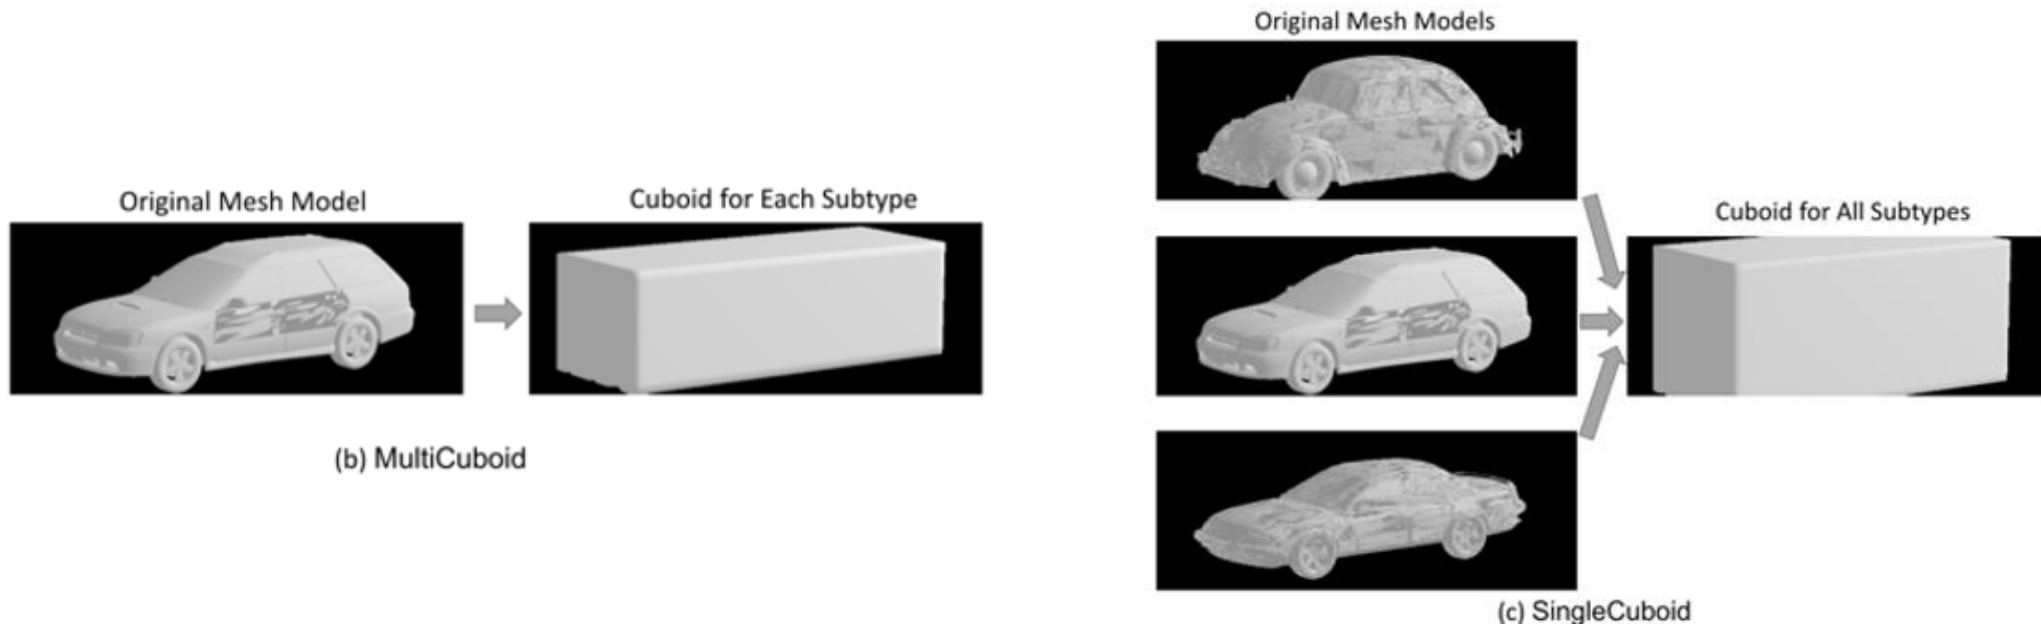 Original Mesh Model
Cuboid for Each Subtype
(b) MultiCuboid
Original Mesh Models
Cuboid for All Subtypes
(c) SingleCuboid